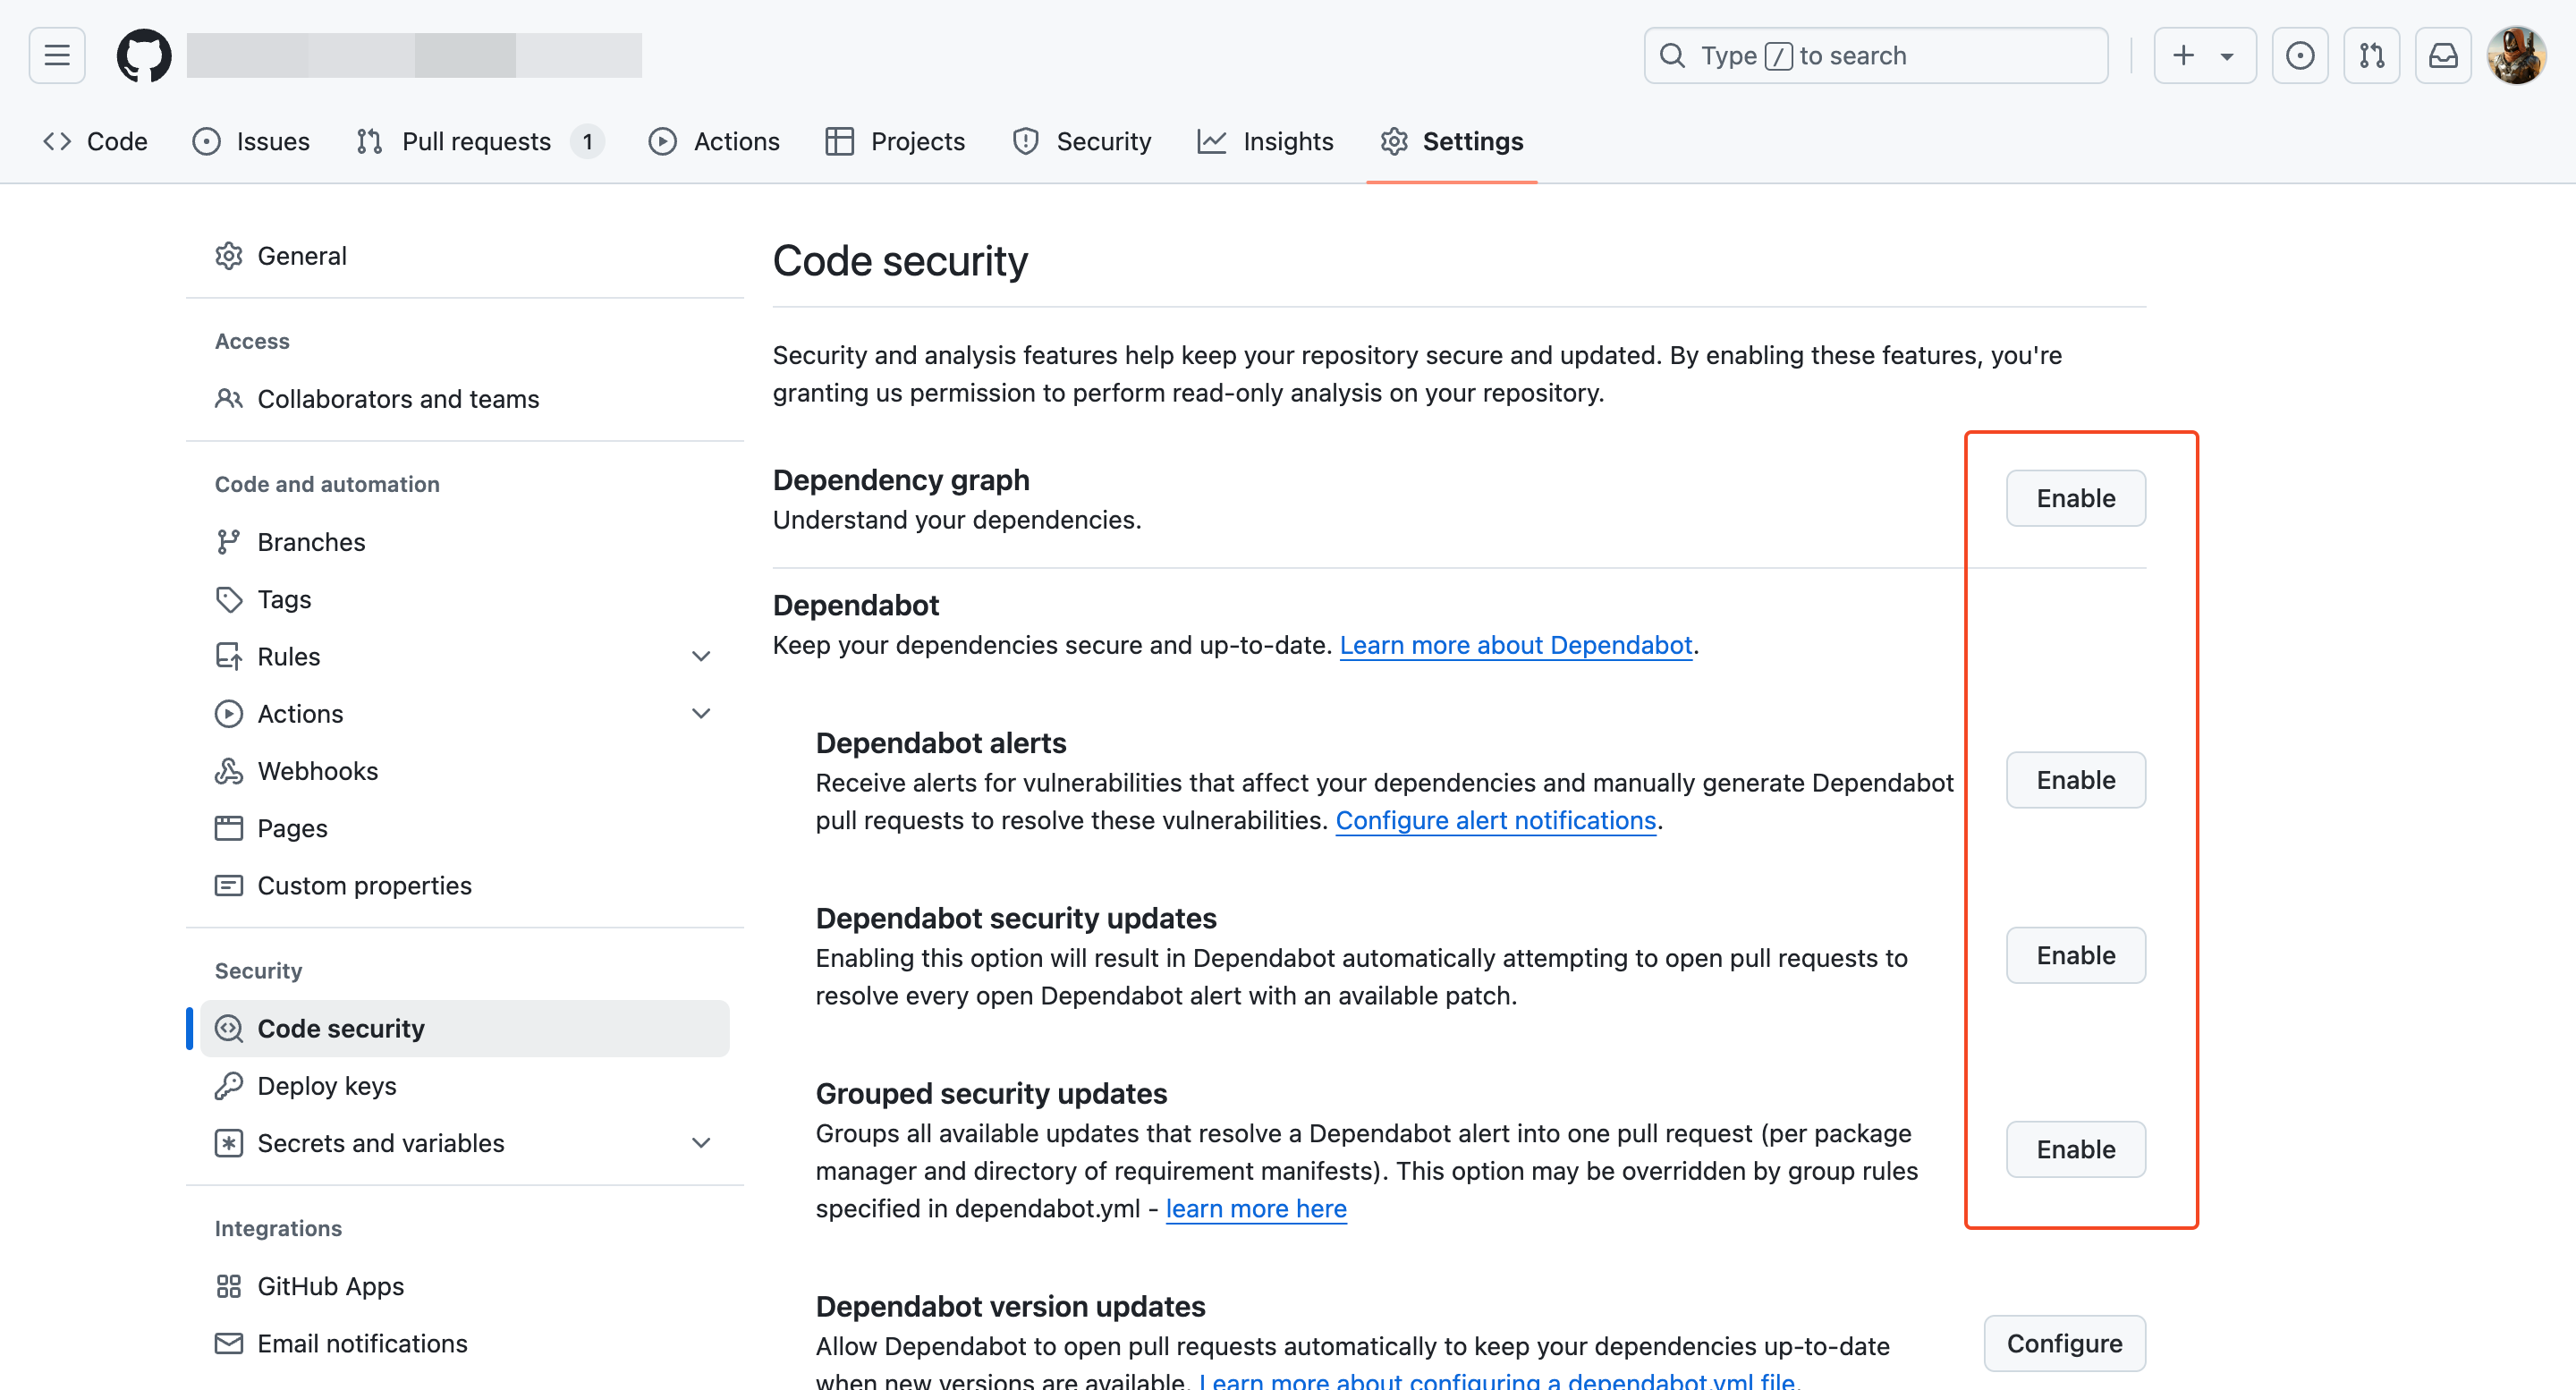 Type / to search
Code
Issues
Pull requests 1
Actions
Projects
Security
Insights
Settings
General
Access
Collaborators and teams
Code and automation
Branches
Tags
Rules
Actions
Webhooks
Pages
Custom properties
Security
Code security
Deploy keys
Secrets and variables
Integrations
GitHub Apps
Email notifications
Code security
Security and analysis features help keep your repository secure and updated. By enabling these features, you're
granting us permission to perform read-only analysis on your repository.
Dependency graph
Understand your dependencies.
Enable
Dependabot
Keep your dependencies secure and up-to-date. Learn more about Dependabot.
Dependabot alerts
Receive alerts for vulnerabilities that affect your dependencies and manually generate Dependabot
pull requests to resolve these vulnerabilities. Configure alert notifications.
Enable
Dependabot security updates
Enabling this option will result in Dependabot automatically attempting to open pull requests to
resolve every open Dependabot alert with an available patch.
Enable
Grouped security updates
Groups all available updates that resolve a Dependabot alert into one pull request (per package
manager and directory of requirement manifests). This option may be overridden by group rules
specified in dependabot.yml - learn more here
Enable
Dependabot version updates
Allow Dependabot to open pull requests automatically to keep your dependencies up-to-date
when new versions are available. Learn more about configuring a dependabot.yml file.
Configure